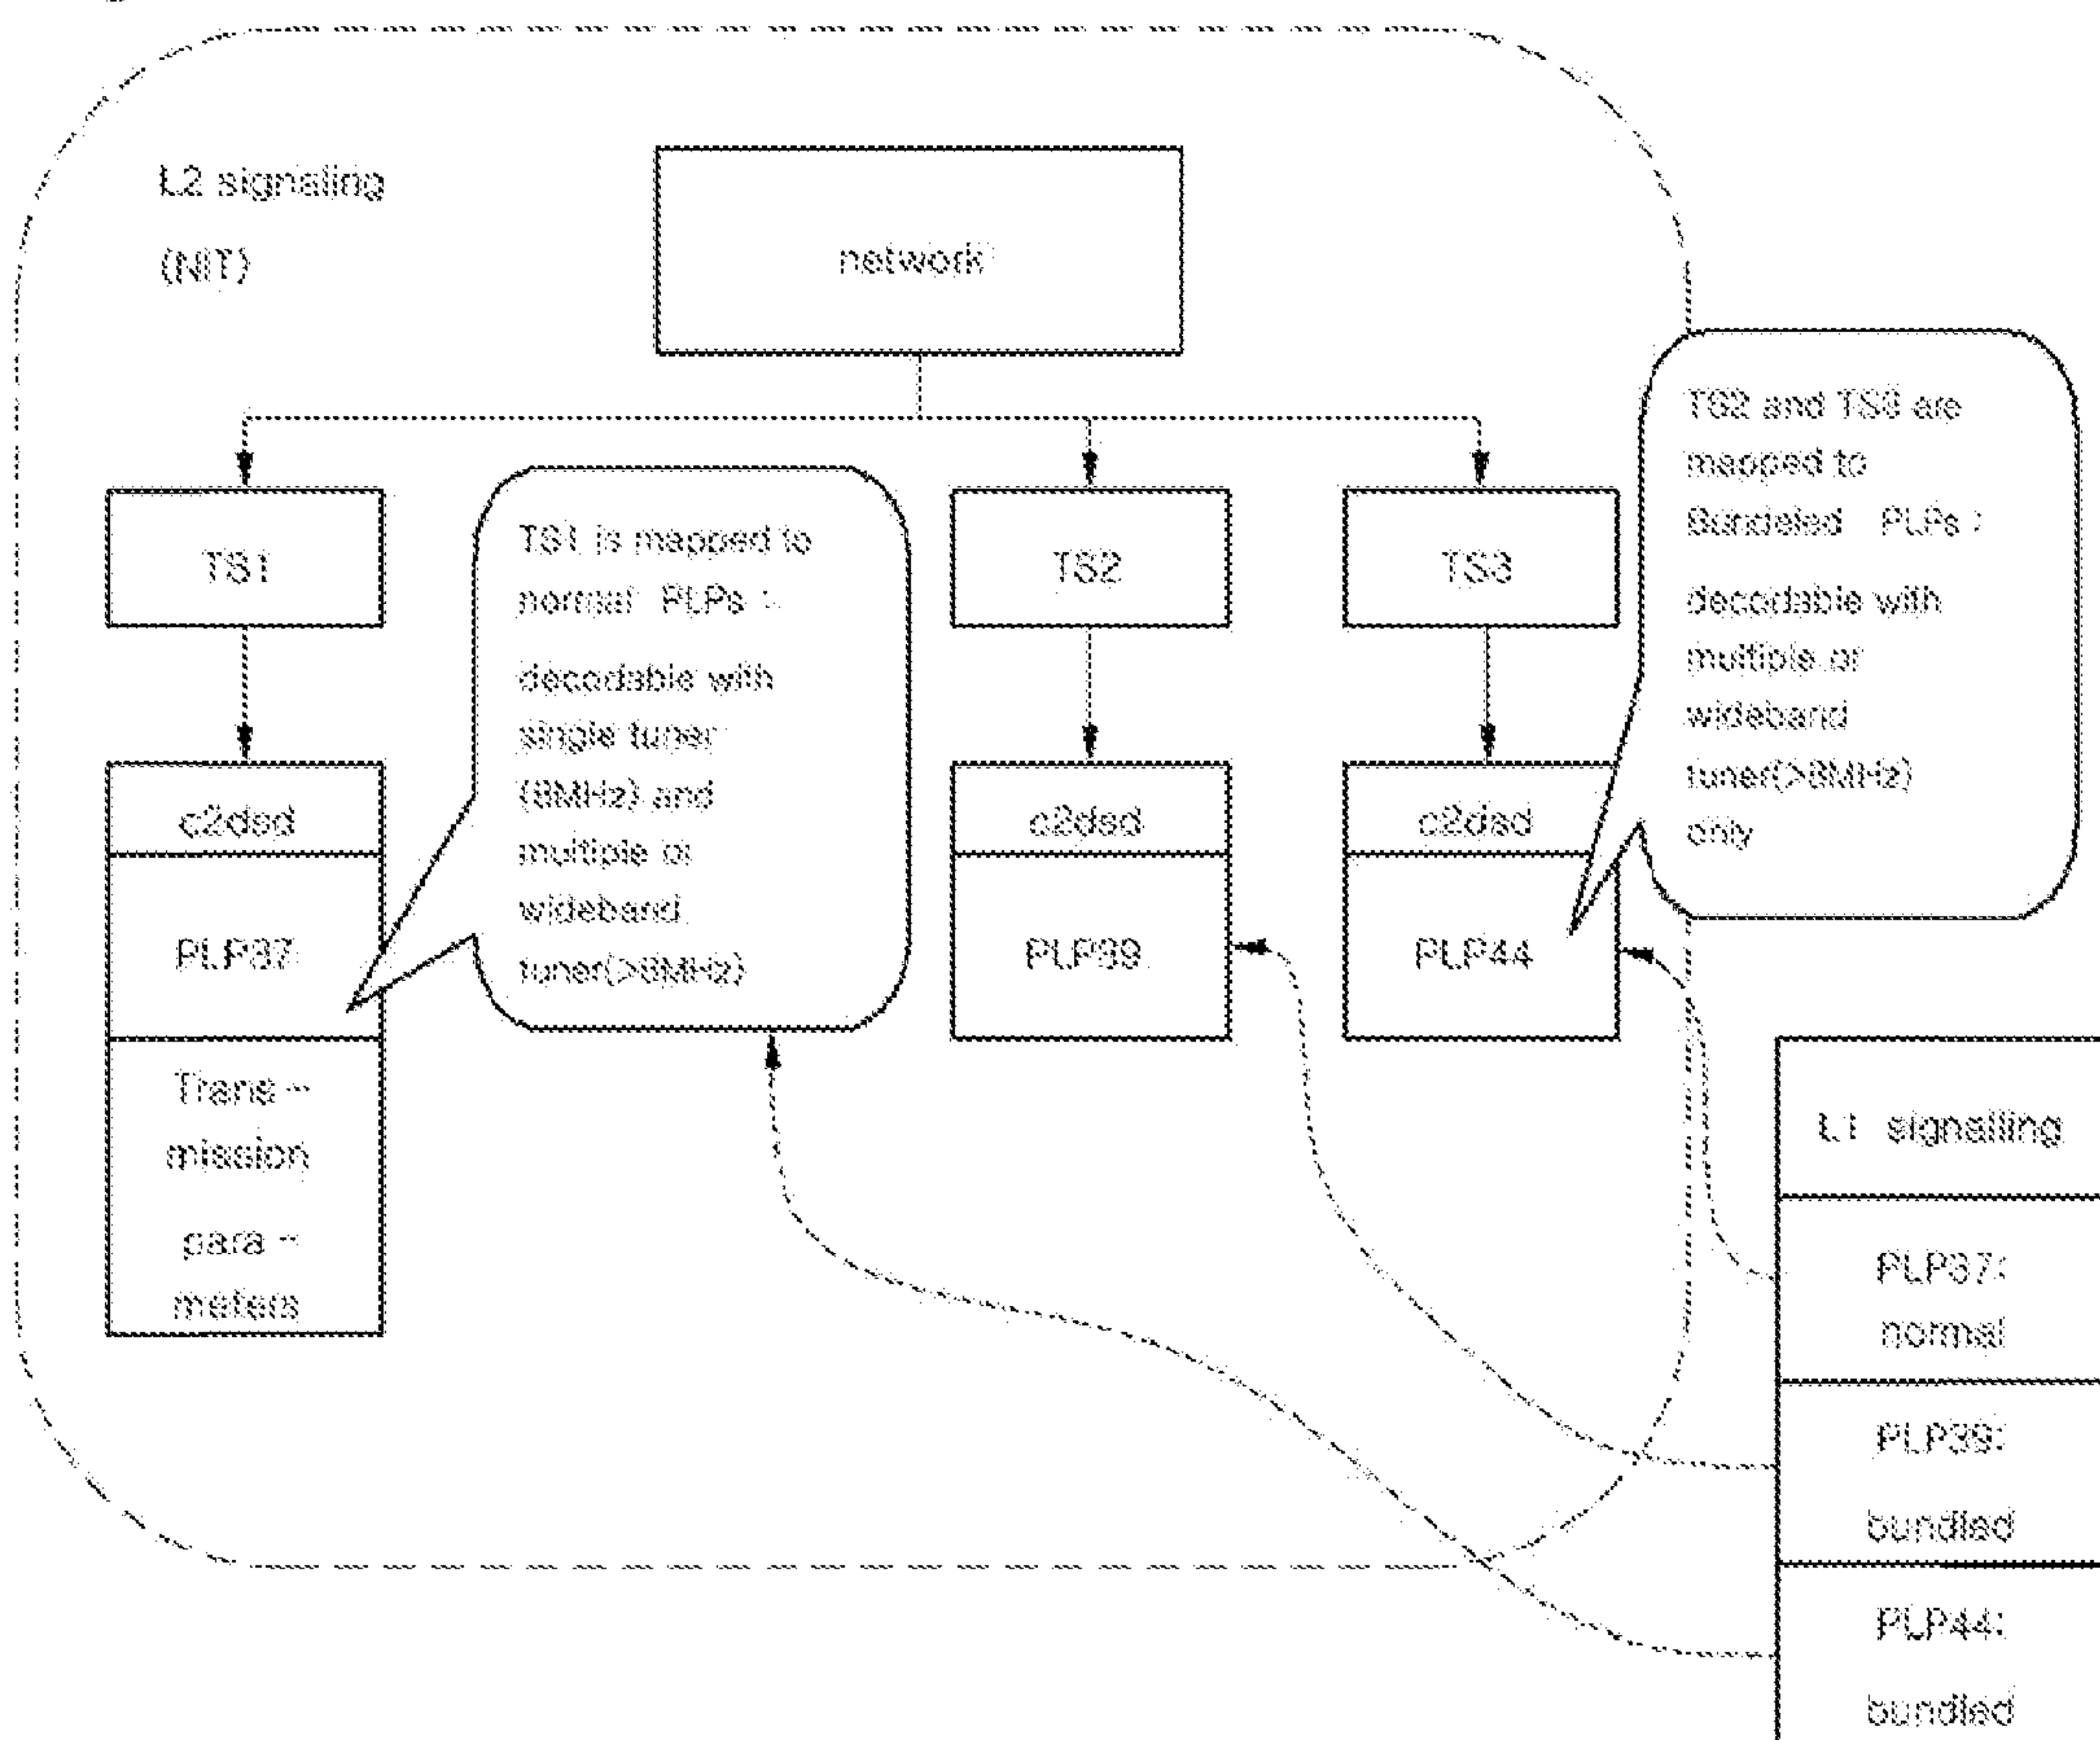 L2 signaling
(NIT)
network
TS1
TS2
TS3
c2dsd
PLP37
Trans-
mission
para-
meters
TS1 is mapped to
normal PLPs :
decodable with
single tuner
(8MHz) and
multiple or
wideband
tuner(>8MHz)
c2dsd
PLP39
c2dsd
PLP44
TS2 and TS3 are
mapped to
Bundeled PLPs :
decodable with
multiple or
wideband
tuner(>8MHz)
only
L1 signalling
PLP37:
normal
PLP39:
bundled
PLP44:
bundled